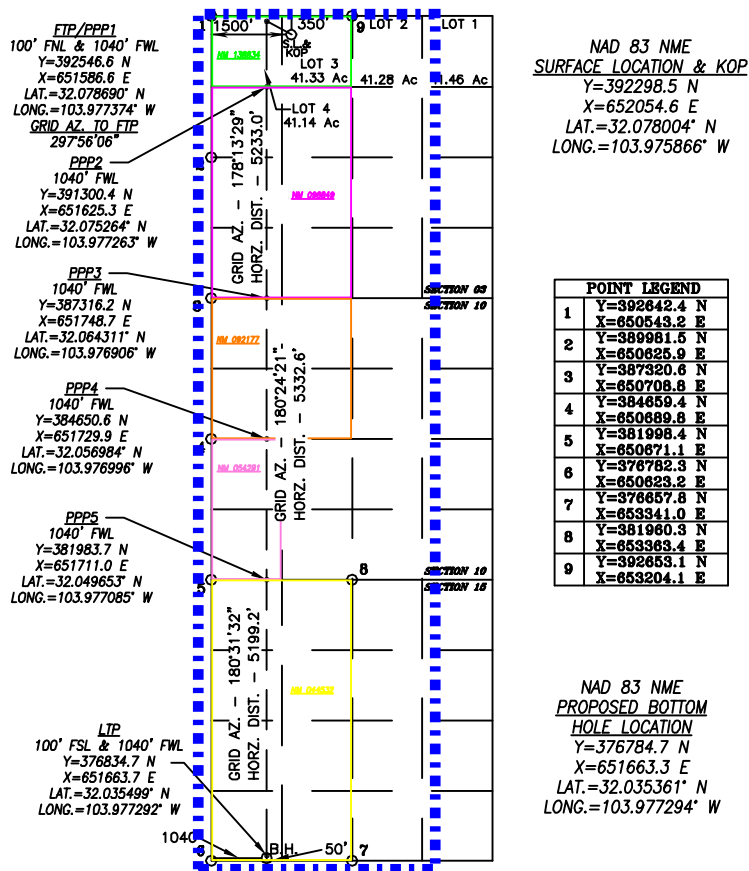 FTP/PPP1
100' FNL & 1040' FWL
Y=392546.6 N
X=651586.6 E
LAT.=32.078690° N
LONG.=103.977374° W
GRID AZ. TO FTP
297°56'06"
PPP2
1040' FWL
Y=391300.4 N
X=651625.3 E
LAT.=32.075264° N
LONG.=103.977263° W
PPP3
1040' FWL
Y=387316.2 N
X=651748.7 E
LAT.=32.064311° N
LONG.=103.976906° W
PPP4
1040' FWL
Y=384650.6 N
X=651729.9 E
LAT.=32.056984° N
LONG.=103.976996° W
PPP5
1040' FWL
Y=381983.7 N
X=651711.0 E
LAT.=32.049653° N
LONG.=103.977085° W
LTP
100' FSL & 1040' FWL
Y=376834.7 N
X=651663.7 E
LAT.=32.035499° N
LONG.=103.977292° W
1
1500'
350'
9
LOT 2
LOT 1
S.L.&
KOP
LOT 3
41.33 Ac
41.28 Ac
41.46 Ac
LOT 4
41.14 Ac
GRID AZ. - 178°13'29"
HORZ. DIST. - 5233.0'
SECTION 03
SECTION 10
NM 092177
GRID AZ. - 180°24'21"
HORZ. DIST. - 5332.6'
4
8
SECTION 10
SECTION 15
5
GRID AZ. - 180°31'32"
HORZ. DIST. - 5199.2'
1040'
B.H.
50'
6
7
NAD 83 NME
SURFACE LOCATION & KOP
Y=392298.5 N
X=652054.6 E
LAT.=32.078004° N
LONG.=103.975866° W
POINT LEGEND
1 Y=392642.4 N
X=650543.2 E
2 Y=389981.5 N
X=650625.9 E
3 Y=387320.6 N
X=650708.8 E
4 Y=384659.4 N
X=650689.8 E
5 Y=381998.4 N
X=650671.1 E
6 Y=376782.3 N
X=650623.2 E
7 Y=376657.8 N
X=653341.0 E
8 Y=381960.3 N
X=653363.4 E
9 Y=392653.1 N
X=653204.1 E
NAD 83 NME
PROPOSED BOTTOM
HOLE LOCATION
Y=376784.7 N
X=651663.3 E
LAT.=32.035361° N
LONG.=103.977294° W